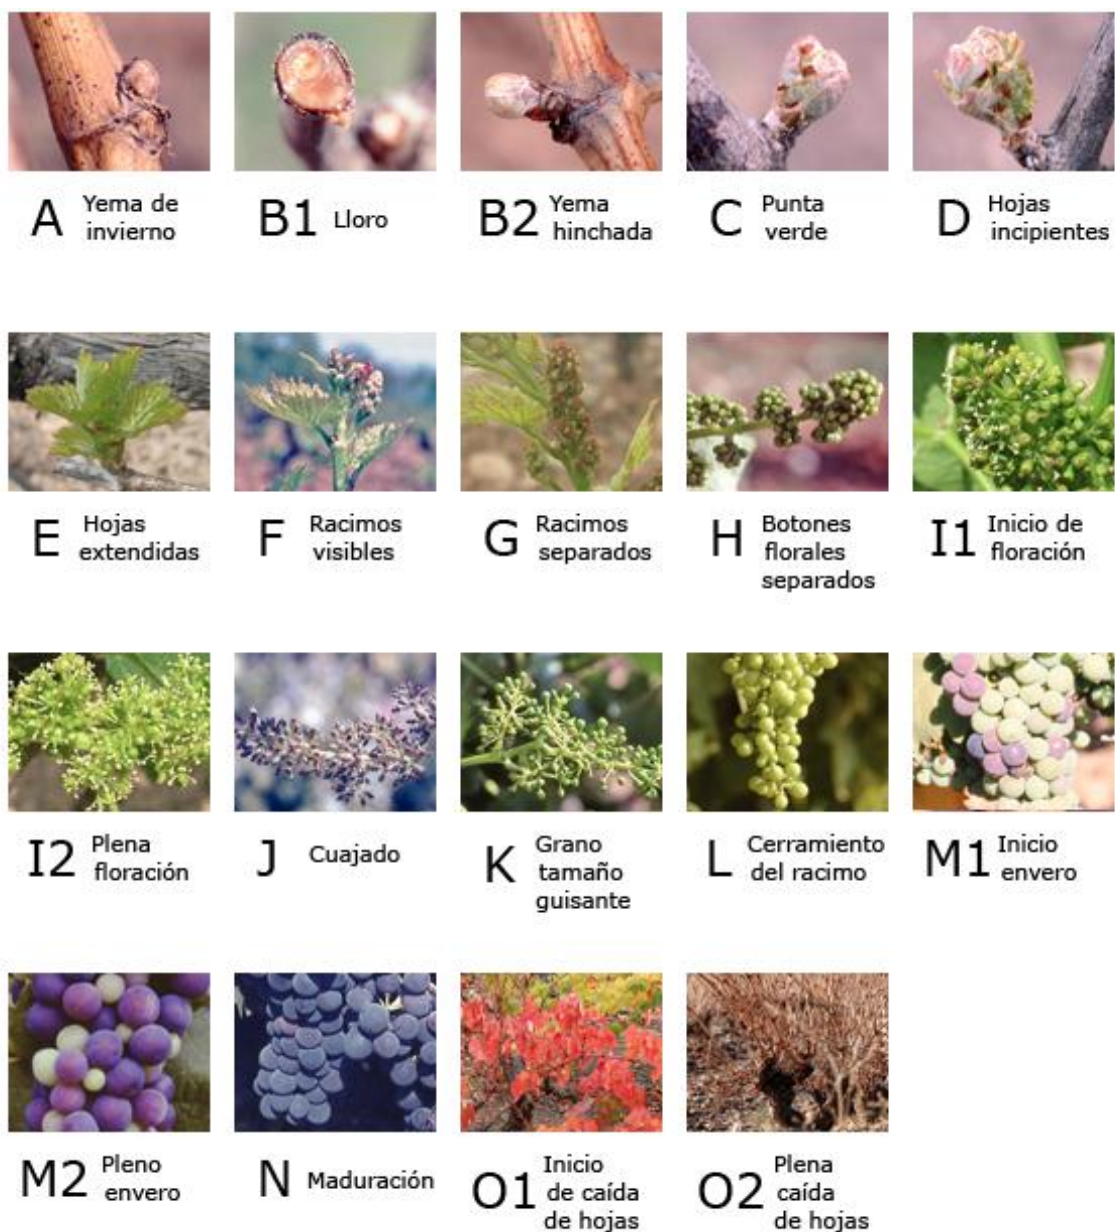 A Yema de
invierno
B1 Lloro
B2 Yema
hinchada
C Punta
verde
D Hojas
incipientes
E Hojas
extendidas
F Racimos
visibles
G Racimos
separados
H Botones
florales
separados
I1 Inicio de
floración
I2 Plena
floración
J Cuajado
K Grano
tamaño
guisante
L Cerramiento
del racimo
M1 Inicio
envero
M2 Pleno
envero
N Maduración
O1 Inicio
de caída
de hojas
O2 Plena
caída
de hojas